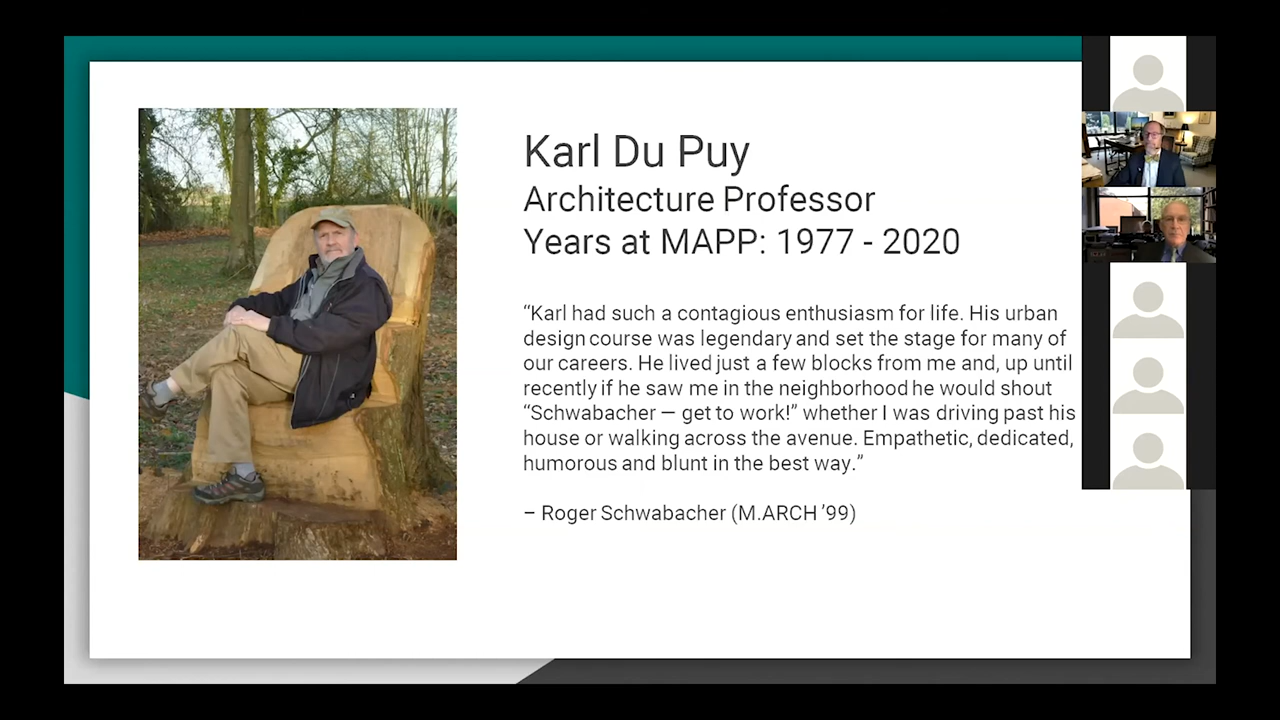 Karl Du Puy
Architecture Professor
Years at MAPP: 1977 - 2020
“Karl had such a contagious enthusiasm for life. His urban
design course was legendary and set the stage for many of
our careers. He lived just a few blocks from me and, up until
recently if he saw me in the neighborhood he would shout
“Schwabacher — get to work!” whether I was driving past his
house or walking across the avenue. Empathetic, dedicated,
humorous and blunt in the best way.”
– Roger Schwabacher (M.ARCH ’99)